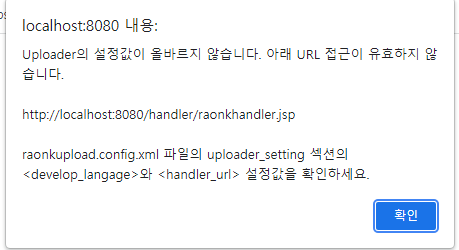 localhost:8080 내용:
Uploader의 설정값이 올바르지 않습니다. 아래 URL 접근이 유효하지 않
습니다.
http://localhost:8080/handler/raonkhandler.jsp
raonkupload.config.xml 파일의 uploader_setting 섹션의
<develop_langage>와 <handler_url> 설정값을 확인하세요.
확인